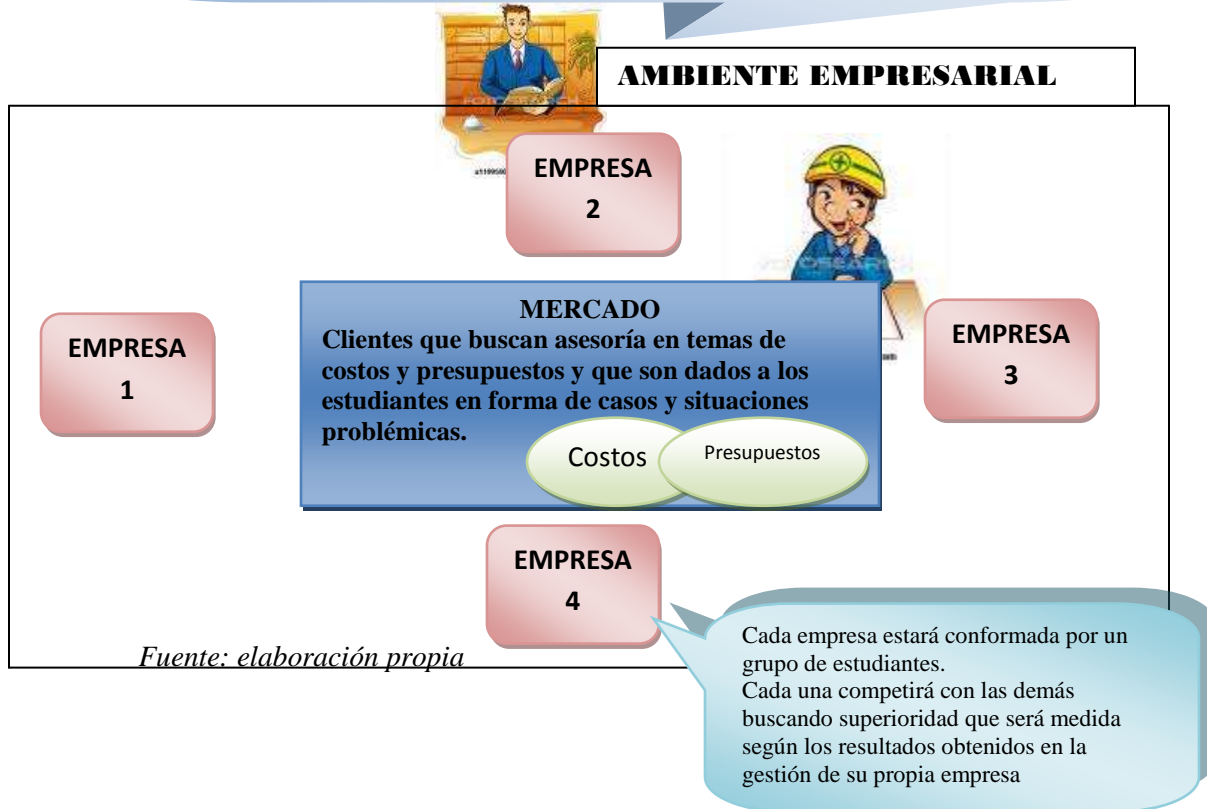 AMBIENTE EMPRESARIAL
EMPRESA
2
EMPRESA
1
MERCADO
Clientes que buscan asesoría en temas de
costos y presupuestos y que son dados a los
estudiantes en forma de casos y situaciones
problémicas.
Costos
Presupuestos
EMPRESA
3
EMPRESA
4
Fuente: elaboración propia
Cada empresa estará conformada por un
grupo de estudiantes.
Cada una competirá con las demás
buscando superioridad que será medida
según los resultados obtenidos en la
gestión de su propia empresa